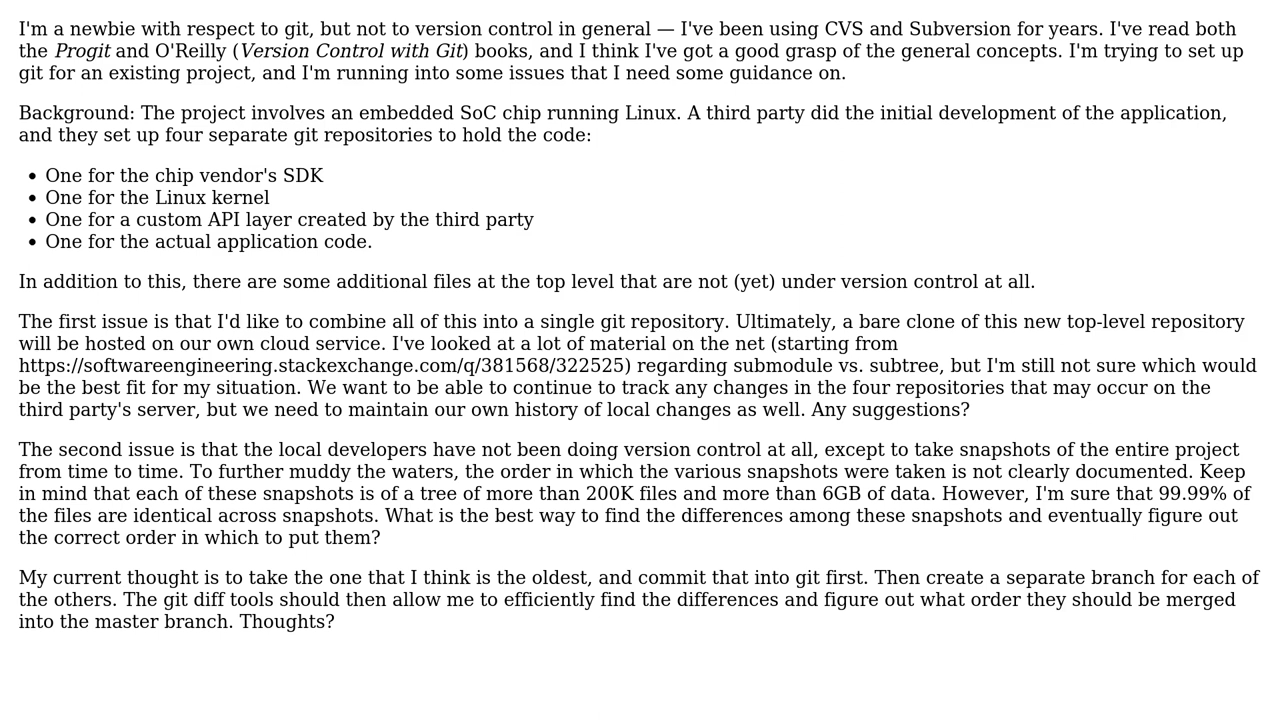 I'm a newbie with respect to git, but not to version control in general — I've been using CVS and Subversion for years. I've read both
the Progit and O'Reilly (Version Control with Git) books, and I think I've got a good grasp of the general concepts. I'm trying to set up
git for an existing project, and I'm running into some issues that I need some guidance on.
Background: The project involves an embedded SoC chip running Linux. A third party did the initial development of the application,
and they set up four separate git repositories to hold the code:
• One for the chip vendor's SDK
• One for the Linux kernel
• One for a custom API layer created by the third party
• One for the actual application code.
In addition to this, there are some additional files at the top level that are not (yet) under version control at all.
The first issue is that I'd like to combine all of this into a single git repository. Ultimately, a bare clone of this new top-level repository
will be hosted on our own cloud service. I've looked at a lot of material on the net (starting from
https://softwareengineering.stackexchange.com/q/381568/322525) regarding submodule vs. subtree, but I'm still not sure which would
be the best fit for my situation. We want to be able to continue to track any changes in the four repositories that may occur on the
third party's server, but we need to maintain our own history of local changes as well. Any suggestions?
The second issue is that the local developers have not been doing version control at all, except to take snapshots of the entire project
from time to time. To further muddy the waters, the order in which the various snapshots were taken is not clearly documented. Keep
in mind that each of these snapshots is of a tree of more than 200K files and more than 6GB of data. However, I'm sure that 99.99% of
the files are identical across snapshots. What is the best way to find the differences among these snapshots and eventually figure out
the correct order in which to put them?
My current thought is to take the one that I think is the oldest, and commit that into git first. Then create a separate branch for each of
the others. The git diff tools should then allow me to efficiently find the differences and figure out what order they should be merged
into the master branch. Thoughts?